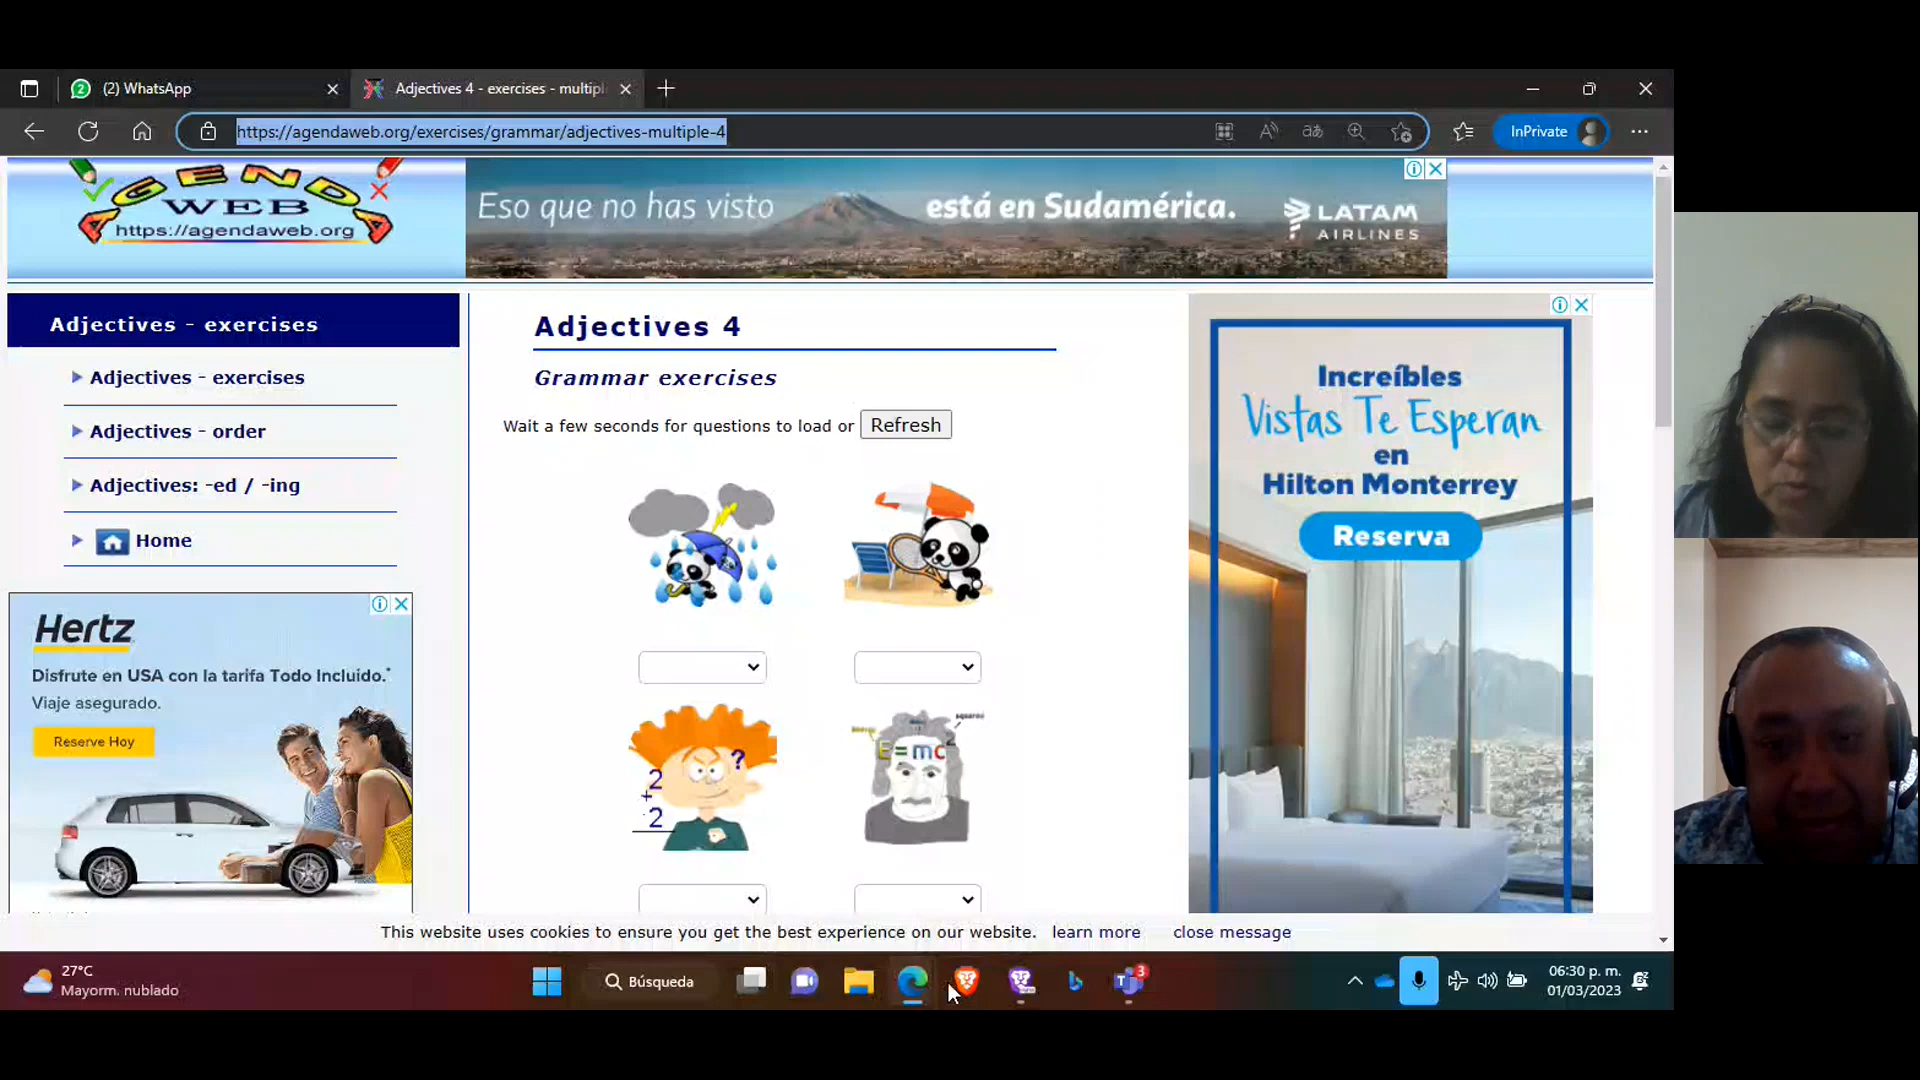 2
(2) WhatsApp
Adjectives 4 - exercises - multipl
https://agendaweb.org/exercises/grammar/adjectives-multiple-4
InPrivate
AGENDA
WEB
https://agendaweb.org
Eso que no has visto
está en Sudamérica.
LATAM
AIRLINES
Adjectives - exercises
Adjectives - exercises
Adjectives - order
Adjectives: -ed / -ing
Home
Hertz
Disfrute en USA con la tarifa Todo Incluido.*
Viaje asegurado.
Reserve Hoy
Adjectives 4
Grammar exercises
Wait a few seconds for questions to load or
Refresh
?
2
+
2
squared
E=mc2
Increíbles
Vistas Te Esperan
en
Hilton Monterrey
Reserva
This website uses cookies to ensure you get the best experience on our website.
learn more
close message
27°C
Mayorm. nublado
Búsqueda
3
06:30 p. m.
01/03/2023